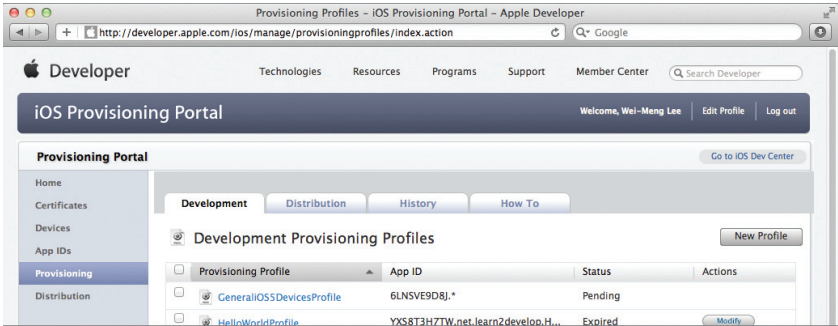 Provisioning Profiles – iOS Provisioning Portal – Apple Developer
http://developer.apple.com/ios/manage/provisioningprofiles/index.action
Google
Developer
Technologies Resources Programs Support Member Center Search Developer
iOS Provisioning Portal
Welcome, Wei-Meng Lee Edit Profile Log out
Provisioning Portal
Go to iOS Dev Center
Home
Certificates
Devices
App IDs
Provisioning
Distribution
Development Distribution History How To
Development Provisioning Profiles
New Profile
Provisioning Profile App ID Status Actions
GeneraliOS5DevicesProfile 6LNSVE9D8J.* Pending
HelloWorldProfile YXS8T3H7TW.net.learn2develop.H... Expired Modify